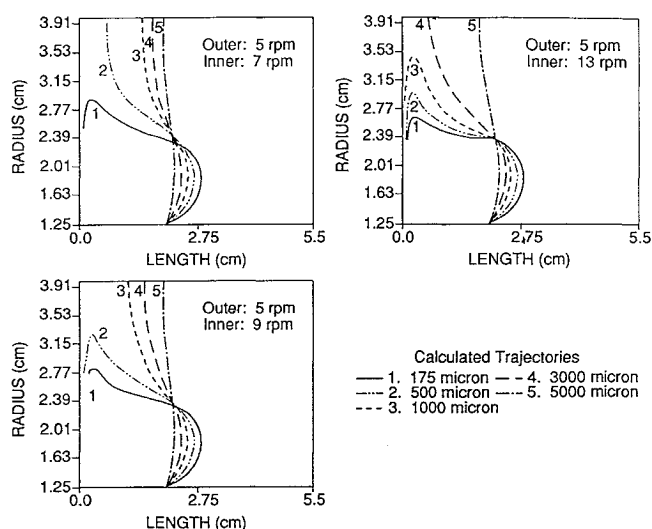 3.91
3.53
3.15
2.77
2.39
2.01
1.63
1.25
RADIUS (cm)
0.0 2.75 5.5
LENGTH (cm)
Outer: 5 rpm
Inner: 7 rpm
1
2
3
4
5
3.91
3.53
3.15
2.77
2.39
2.01
1.63
1.25
RADIUS (cm)
0.0 2.75 5.5
LENGTH (cm)
Outer: 5 rpm
Inner: 13 rpm
1
2
3
4
5
3.91
3.53
3.15
2.77
2.39
2.01
1.63
1.25
RADIUS (cm)
0.0 2.75 5.5
LENGTH (cm)
Outer: 5 rpm
Inner: 9 rpm
1
2
3
4
5
Calculated Trajectories
1. 175 micron 4. 3000 micron
2. 500 micron 5. 5000 micron
3. 1000 micron